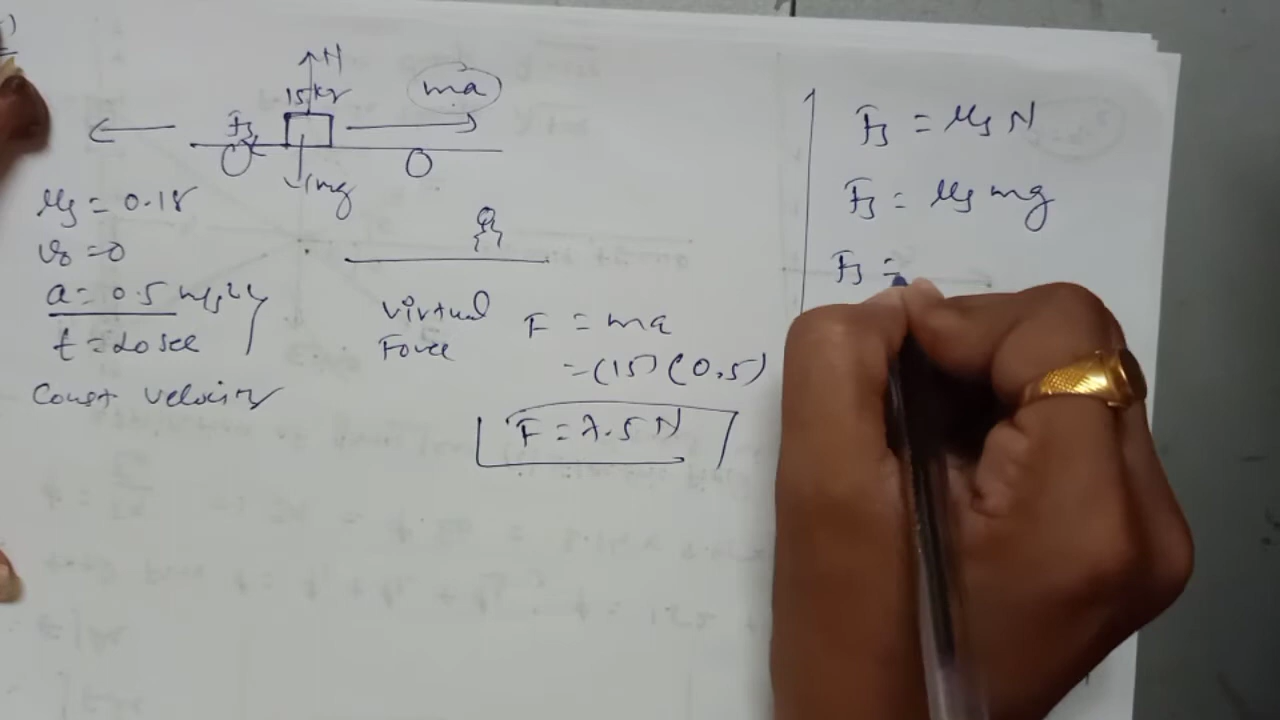 N
15kg
ma
Fs
mg
μs = 0.18
v0 = 0
a = 0.5 m/s²
t = 20 sec
Const velocity
Virtual
Force
F = ma
= (15) (0.5)
F = 7.5 N
Fs = μs N
Fs = μs mg
Fs =